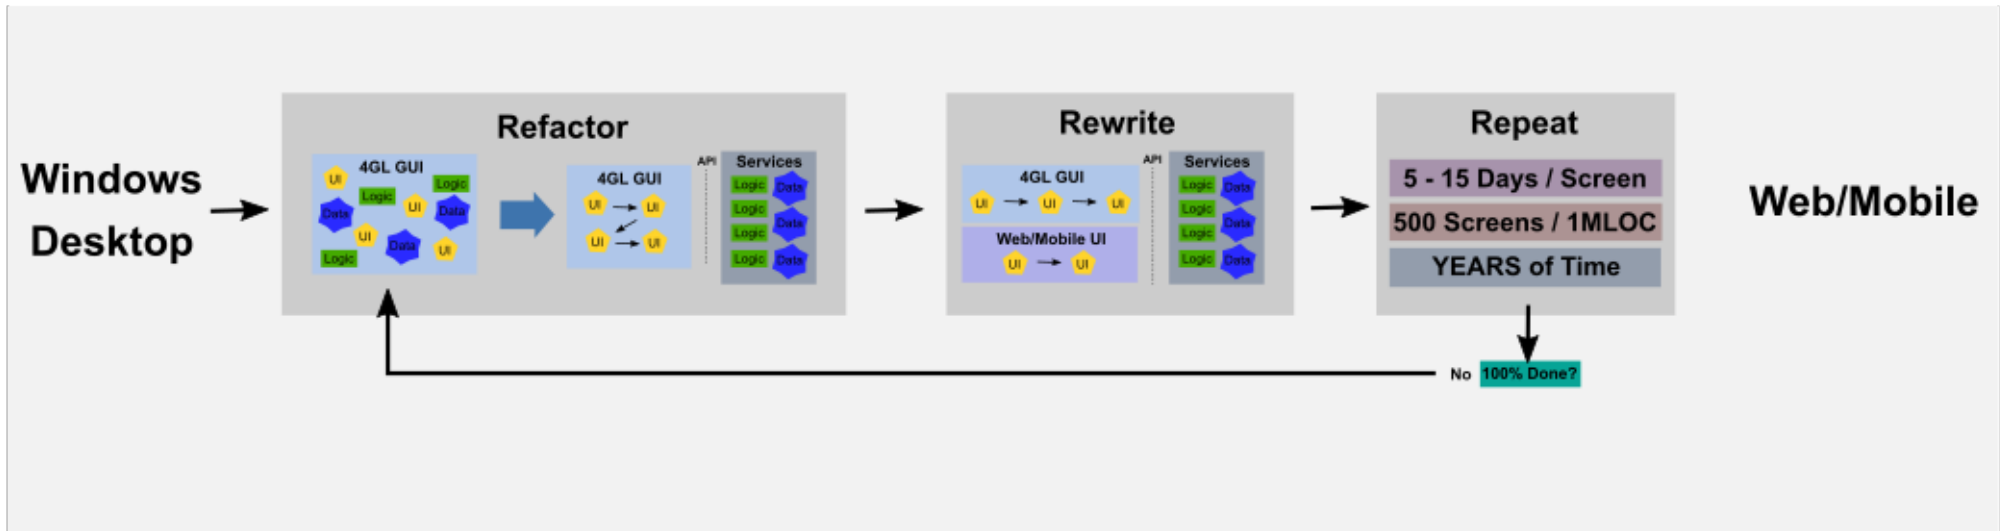 Windows
Desktop
Refactor
4GL GUI
UI
Logic
Logic
Data
UI
Data
UI
Data
UI
Logic
4GL GUI
UI
UI
UI
UI
API
Services
Logic
Data
Logic
Logic
Data
Logic
Data
Rewrite
4GL GUI
UI
UI
UI
Web/Mobile UI
UI
UI
API
Services
Logic
Data
Logic
Logic
Data
Logic
Data
Repeat
5 - 15 Days / Screen
500 Screens / 1MLOC
YEARS of Time
No
100% Done?
Web/Mobile